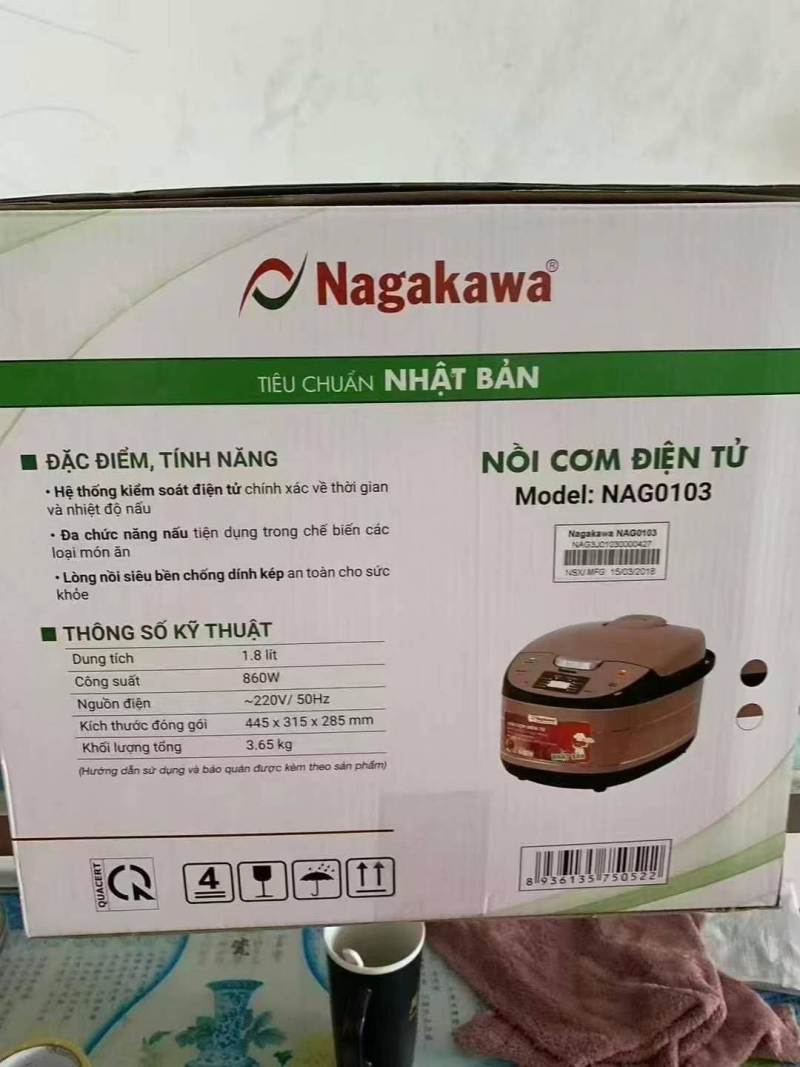 Nagakawa®
TIÊU CHUẨN NHẬT BẢN
ĐẶC ĐIỂM, TÍNH NĂNG
• Hệ thống kiểm soát điện tử chính xác về thời gian
và nhiệt độ nấu
• Đa chức năng nấu tiện dụng trong chế biến các
loại món ăn
• Lòng nồi siêu bền chống dính kép an toàn cho sức
khỏe
THÔNG SỐ KỸ THUẬT
Dung tích 1.8 lít
Công suất 860W
Nguồn điện ~220V/ 50Hz
Kích thước đóng gói 445 x 315 x 285 mm
Khối lượng tổng 3.65 kg
(Hướng dẫn sử dụng và bảo quản được kèm theo sản phẩm)
NỒI CƠM ĐIỆN TỬ
Model: NAG0103
Nagakawa NAG0103
NAG3J01030000427
NSX/ MFG: 15/03/2018
QUACERT
4
8 936135 750522